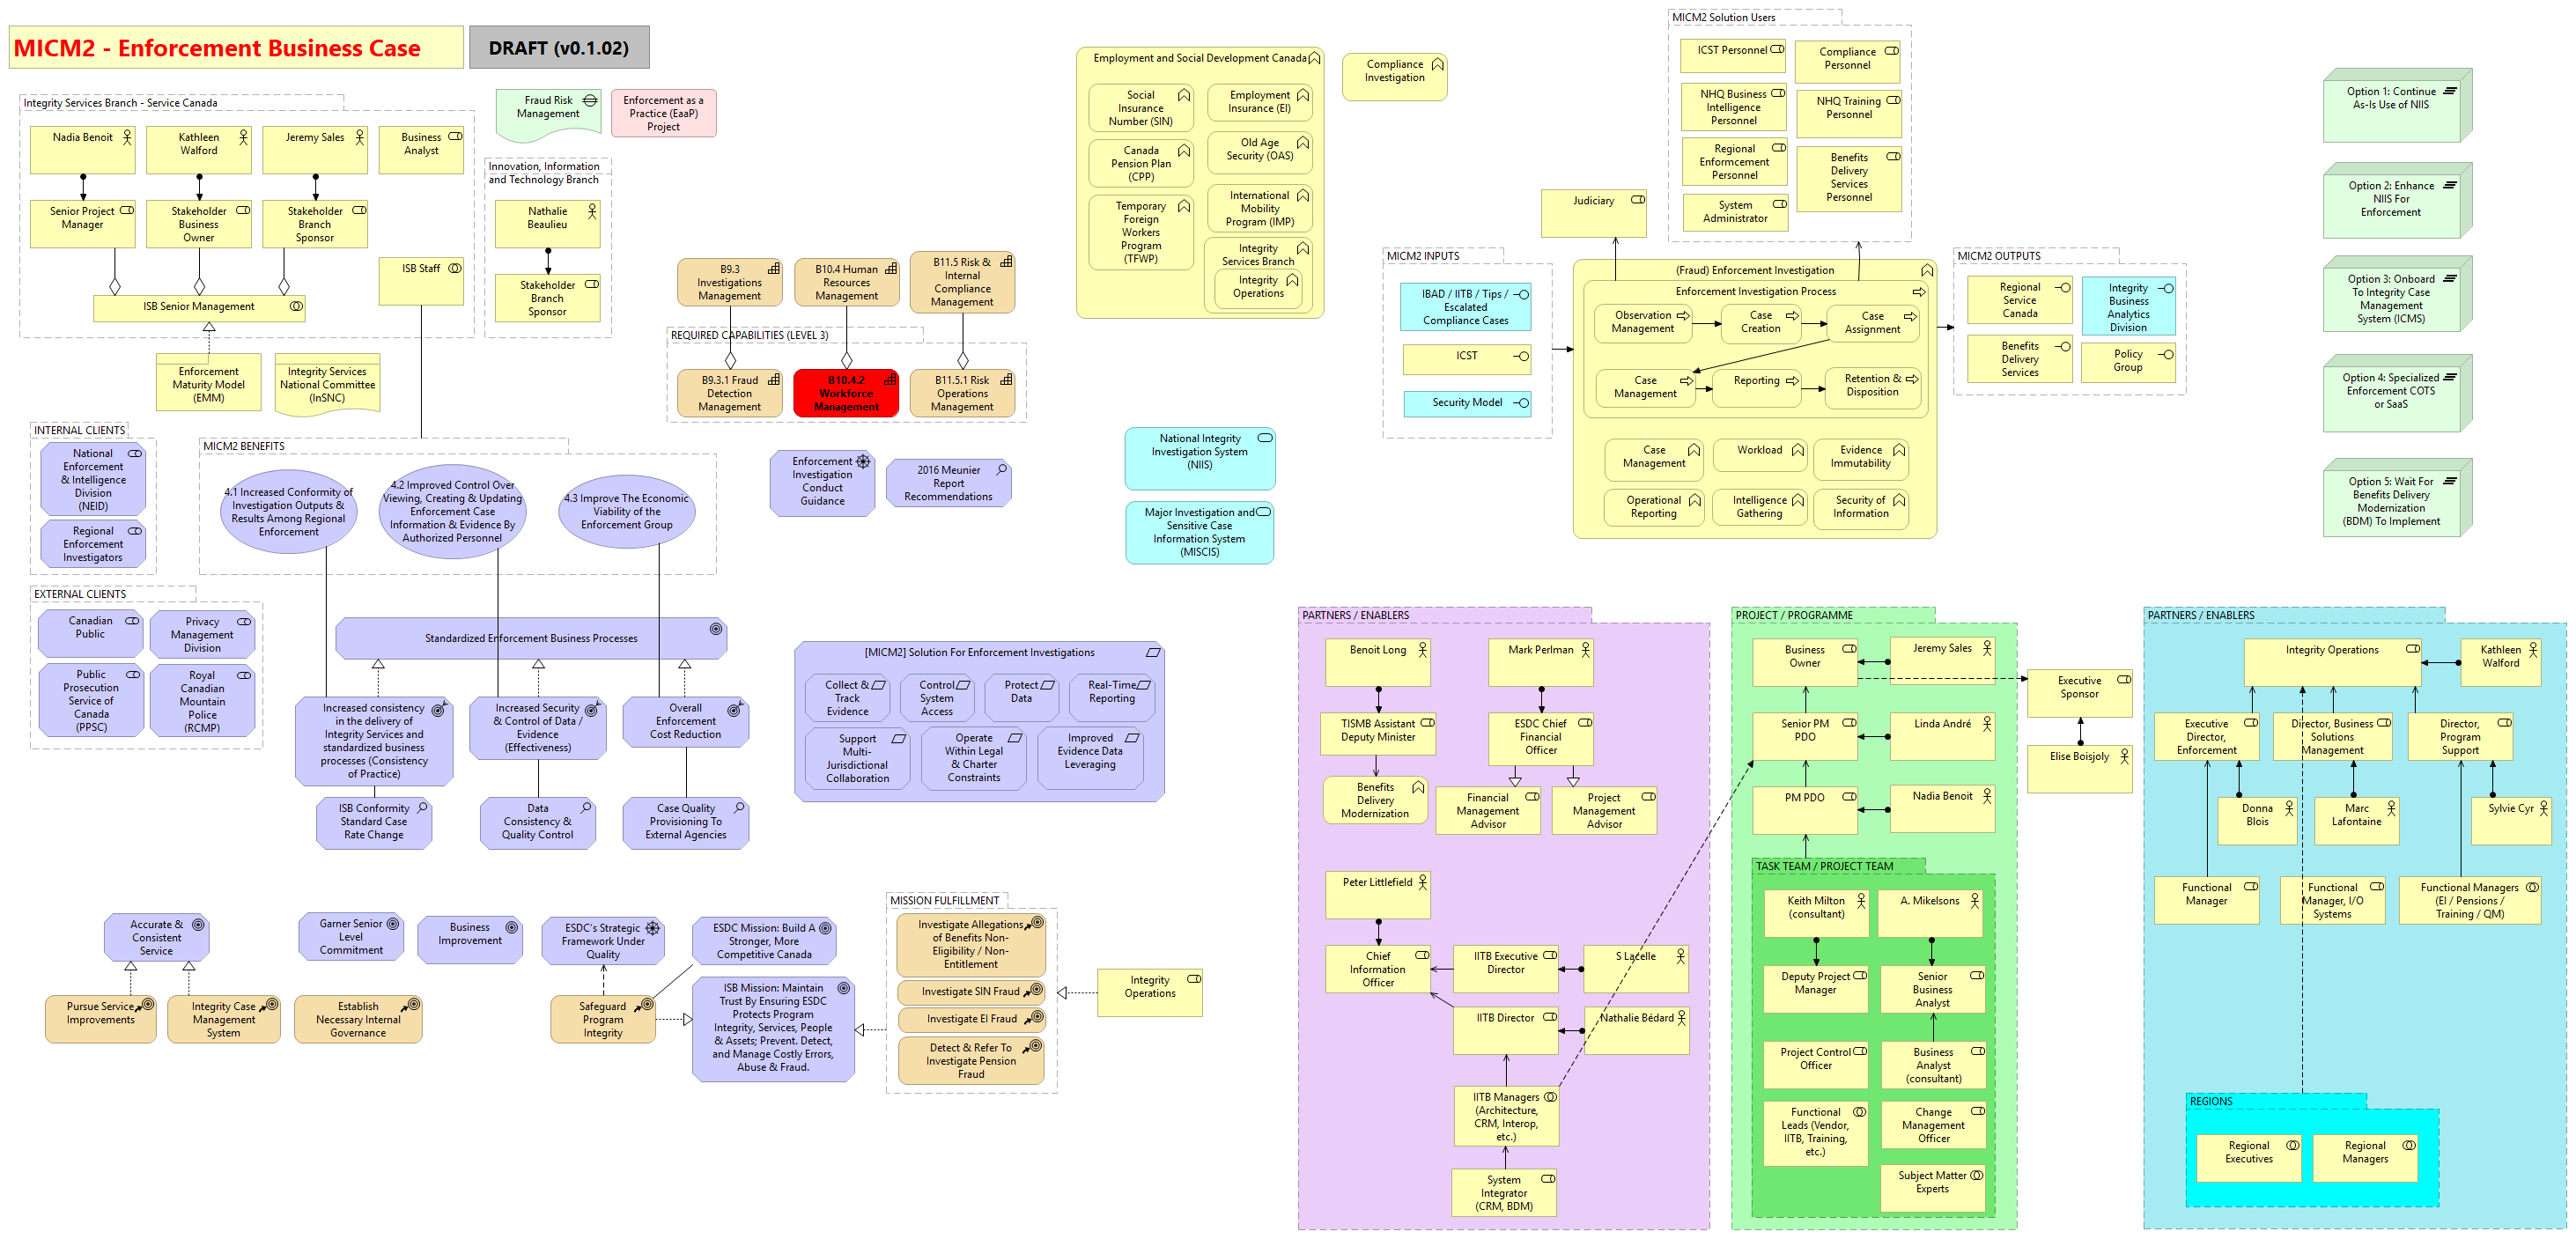 MICM2 - Enforcement Business Case
DRAFT (v0.1.02)
Integrity Services Branch - Service Canada
Nadia Benoit
Kathleen
Walford
Jeremy Sales
Business
Analyst
Senior Project
Manager
Stakeholder
Business
Owner
Stakeholder
Branch
Sponsor
ISB Staff
ISB Senior Management
Enforcement
Maturity Model
(EMM)
Integrity Services
National Committee
(InSNC)
Fraud Risk
Management
Enforcement as a
Practice (EaaP)
Project
Innovation, Information
and Technology Branch
Nathalie
Beaulieu
Stakeholder
Branch
Sponsor
B9.3
Investigations
Management
B10.4 Human
Resources
Management
B11.5 Risk &
Internal
Compliance
Management
REQUIRED CAPABILITIES (LEVEL 3)
B9.3.1 Fraud
Detection
Management
B10.4.2
Workforce
Management
B11.5.1 Risk
Operations
Management
INTERNAL CLIENTS
National
Enforcement
& Intelligence
Division
(NEID)
Regional
Enforcement
Investigators
MICM2 BENEFITS
4.1 Increased Conformity of
Investigation Outputs &
Results Among Regional
Enforcement
4.2 Improved Control Over
Viewing, Creating & Updating
Enforcement Case
Information & Evidence By
Authorized Personnel
4.3 Improve The Economic
Viability of the
Enforcement Group
Enforcement
Investigation
Conduct
Guidance
2016 Meunier
Report
Recommendations
EXTERNAL CLIENTS
Canadian
Public
Privacy
Management
Division
Public
Prosecution
Service of
Canada
(PPSC)
Royal
Canadian
Mountain
Police
(RCMP)
Standardized Enforcement Business Processes
Increased consistency
in the delivery of
Integrity Services and
standardized business
processes (Consistency
of Practice)
Increased Security
& Control of Data /
Evidence
(Effectiveness)
Overall
Enforcement
Cost Reduction
ISB Conformity
Standard Case
Rate Change
Data
Consistency &
Quality Control
Case Quality
Provisioning To
External Agencies
[MICM2] Solution For Enforcement Investigations
Collect &
Track
Evidence
Control
System
Access
Protect
Data
Real-Time
Reporting
Support
Multi-
Jurisdictional
Collaboration
Operate
Within Legal
& Charter
Constraints
Improved
Evidence Data
Leveraging
Accurate &
Consistent
Service
Garner Senior
Level
Commitment
Business
Improvement
ESDC's Strategic
Framework Under
Quality
ESDC Mission: Build A
Stronger, More
Competitive Canada
Pursue Service
Improvements
Integrity Case
Management
System
Establish
Necessary Internal
Governance
Safeguard
Program
Integrity
ISB Mission: Maintain
Trust By Ensuring ESDC
Protects Program
Integrity, Services, People
& Assets; Prevent. Detect,
and Manage Costly Errors,
Abuse & Fraud.
MISSION FULFILLMENT
Investigate Allegations
of Benefits Non-
Eligibility / Non-
Entitlement
Investigate SIN Fraud
Investigate EI Fraud
Detect & Refer To
Investigate Pension
Fraud
Integrity
Operations
Employment and Social Development Canada
Social
Insurance
Number (SIN)
Employment
Insurance (EI)
Canada
Pension Plan
(CPP)
Old Age
Security (OAS)
Temporary
Foreign
Workers
Program
(TFWP)
International
Mobility
Program (IMP)
Integrity
Services Branch
Integrity
Operations
Compliance
Investigation
National Integrity
Investigation System
(NIIS)
Major Investigation and
Sensitive Case
Information System
(MISCIS)
MICM2 Solution Users
ICST Personnel
Compliance
Personnel
NHQ Business
Intelligence
Personnel
NHQ Training
Personnel
Regional
Enformcement
Personnel
Benefits
Delivery
Services
Personnel
System
Administrator
Judiciary
MICM2 INPUTS
IBAD / IITB / Tips /
Escalated
Compliance Cases
ICST
Security Model
(Fraud) Enforcement Investigation
Enforcement Investigation Process
Observation
Management
Case
Creation
Case
Assignment
Case
Management
Reporting
Retention &
Disposition
Case
Management
Workload
Evidence
Immutability
Operational
Reporting
Intelligence
Gathering
Security of
Information
MICM2 OUTPUTS
Regional
Service
Canada
Integrity
Business
Analytics
Division
Benefits
Delivery
Services
Policy
Group
Option 1: Continue
As-Is Use of NIIS
Option 2: Enhance
NIIS For
Enforcement
Option 3: Onboard
To Integrity Case
Management
System (ICMS)
Option 4: Specialized
Enforcement COTS
or SaaS
Option 5: Wait For
Benefits Delivery
Modernization
(BDM) To Implement
PARTNERS / ENABLERS
Benoit Long
Mark Perlman
TISMB Assistant
Deputy Minister
ESDC Chief
Financial
Officer
Benefits
Delivery
Modernization
Financial
Management
Advisor
Project
Management
Advisor
Peter Littlefield
Chief
Information
Officer
IITB Executive
Director
S Lacelle
IITB Director
Nathalie Bédard
IITB Managers
(Architecture,
CRM, Interop,
etc.)
System
Integrator
(CRM, BDM)
PROJECT / PROGRAMME
Business
Owner
Jeremy Sales
Senior PM
PDO
Linda André
PM PDO
Nadia Benoit
TASK TEAM / PROJECT TEAM
Keith Milton
(consultant)
A. Mikelsons
Deputy Project
Manager
Senior
Business
Analyst
Project Control
Officer
Business
Analyst
(consultant)
Functional
Leads (Vendor,
IITB, Training,
etc.)
Change
Management
Officer
Subject Matter
Experts
Executive
Sponsor
Elise Boisjoly
PARTNERS / ENABLERS
Integrity Operations
Kathleen
Walford
Executive
Director,
Enforcement
Director, Business
Solutions
Management
Director,
Program
Support
Donna
Blois
Marc
Lafontaine
Sylvie Cyr
Functional
Manager
Functional
Manager, I/O
Systems
Functional Managers
(EI / Pensions /
Training / QM)
REGIONS
Regional
Executives
Regional
Managers